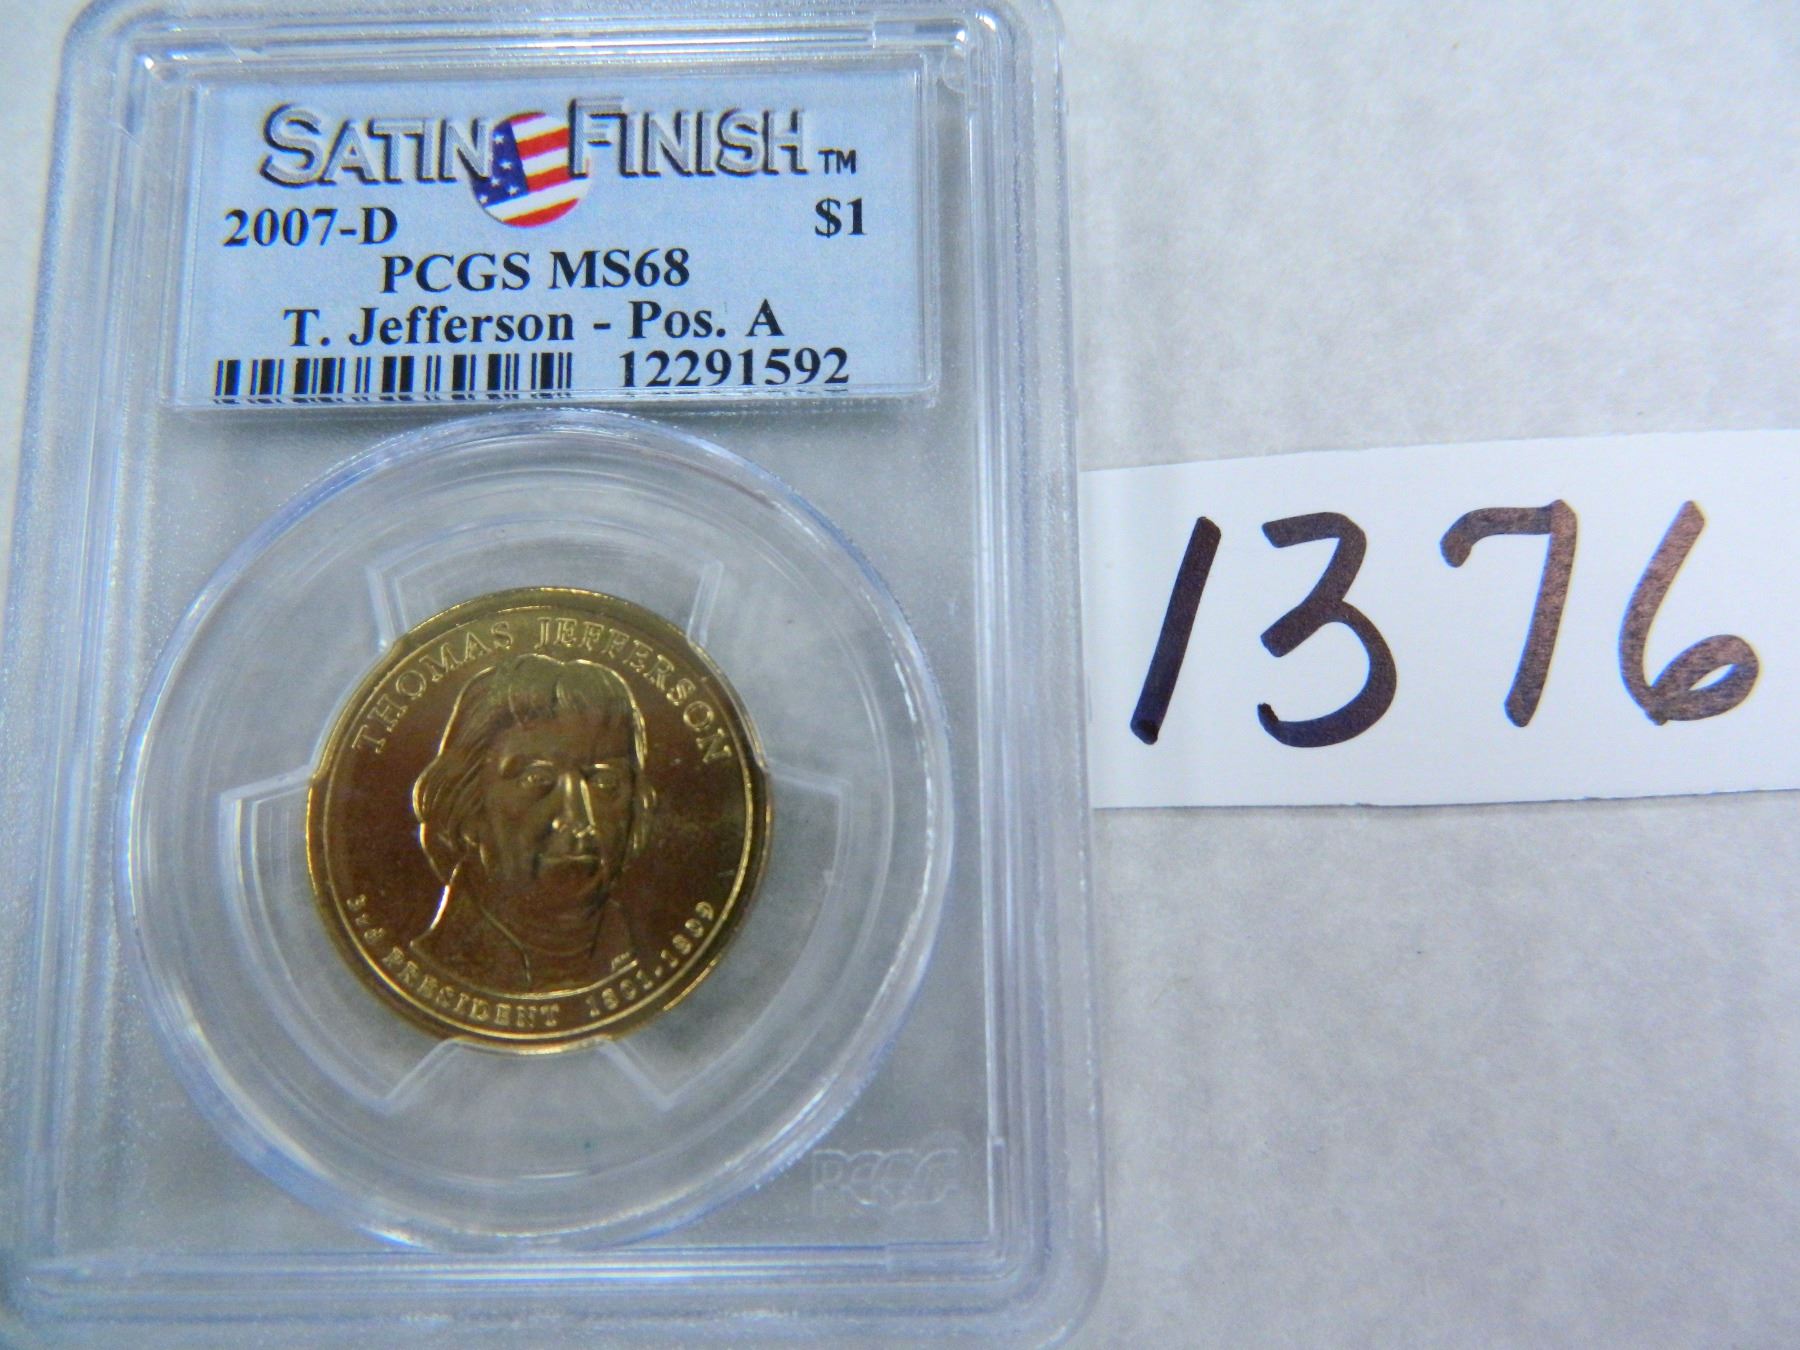 SATIN FINISH™
2007-D $1
PCGS MS68
T. Jefferson - Pos. A
12291592
1376
THOMAS JEFFERSON
3rd PRESIDENT 1801-1809
PCGS